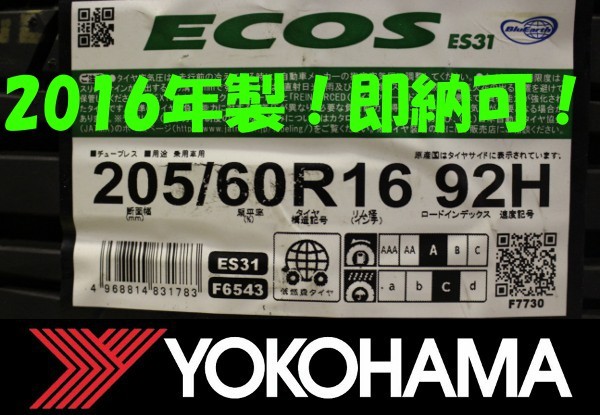 ECOS ES31 BluEarth
2016年製！即納可！
■チューブレス ■用途 乗用車用 原産国はタイヤサイドに表示されています。
205/60R16 92H
断面幅 偏平率 タイヤ リム径 ロードインデックス 速度記号
(mm) (%) 構造記号 (インチ)
AAA AA A B C
ES31
a b c d
低燃費タイヤ
4 968814 831783 F6543
F7730
YOKOHAMA